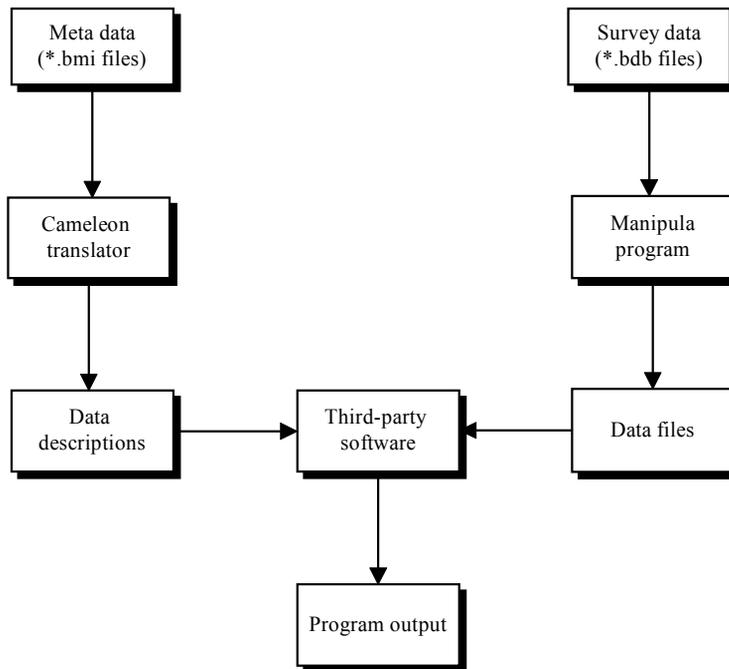 Meta data
(*.bmi files)
Survey data
(*.bdb files)
Cameleon
translator
Manipula
program
Data
descriptions
Third-party
software
Data files
Program output